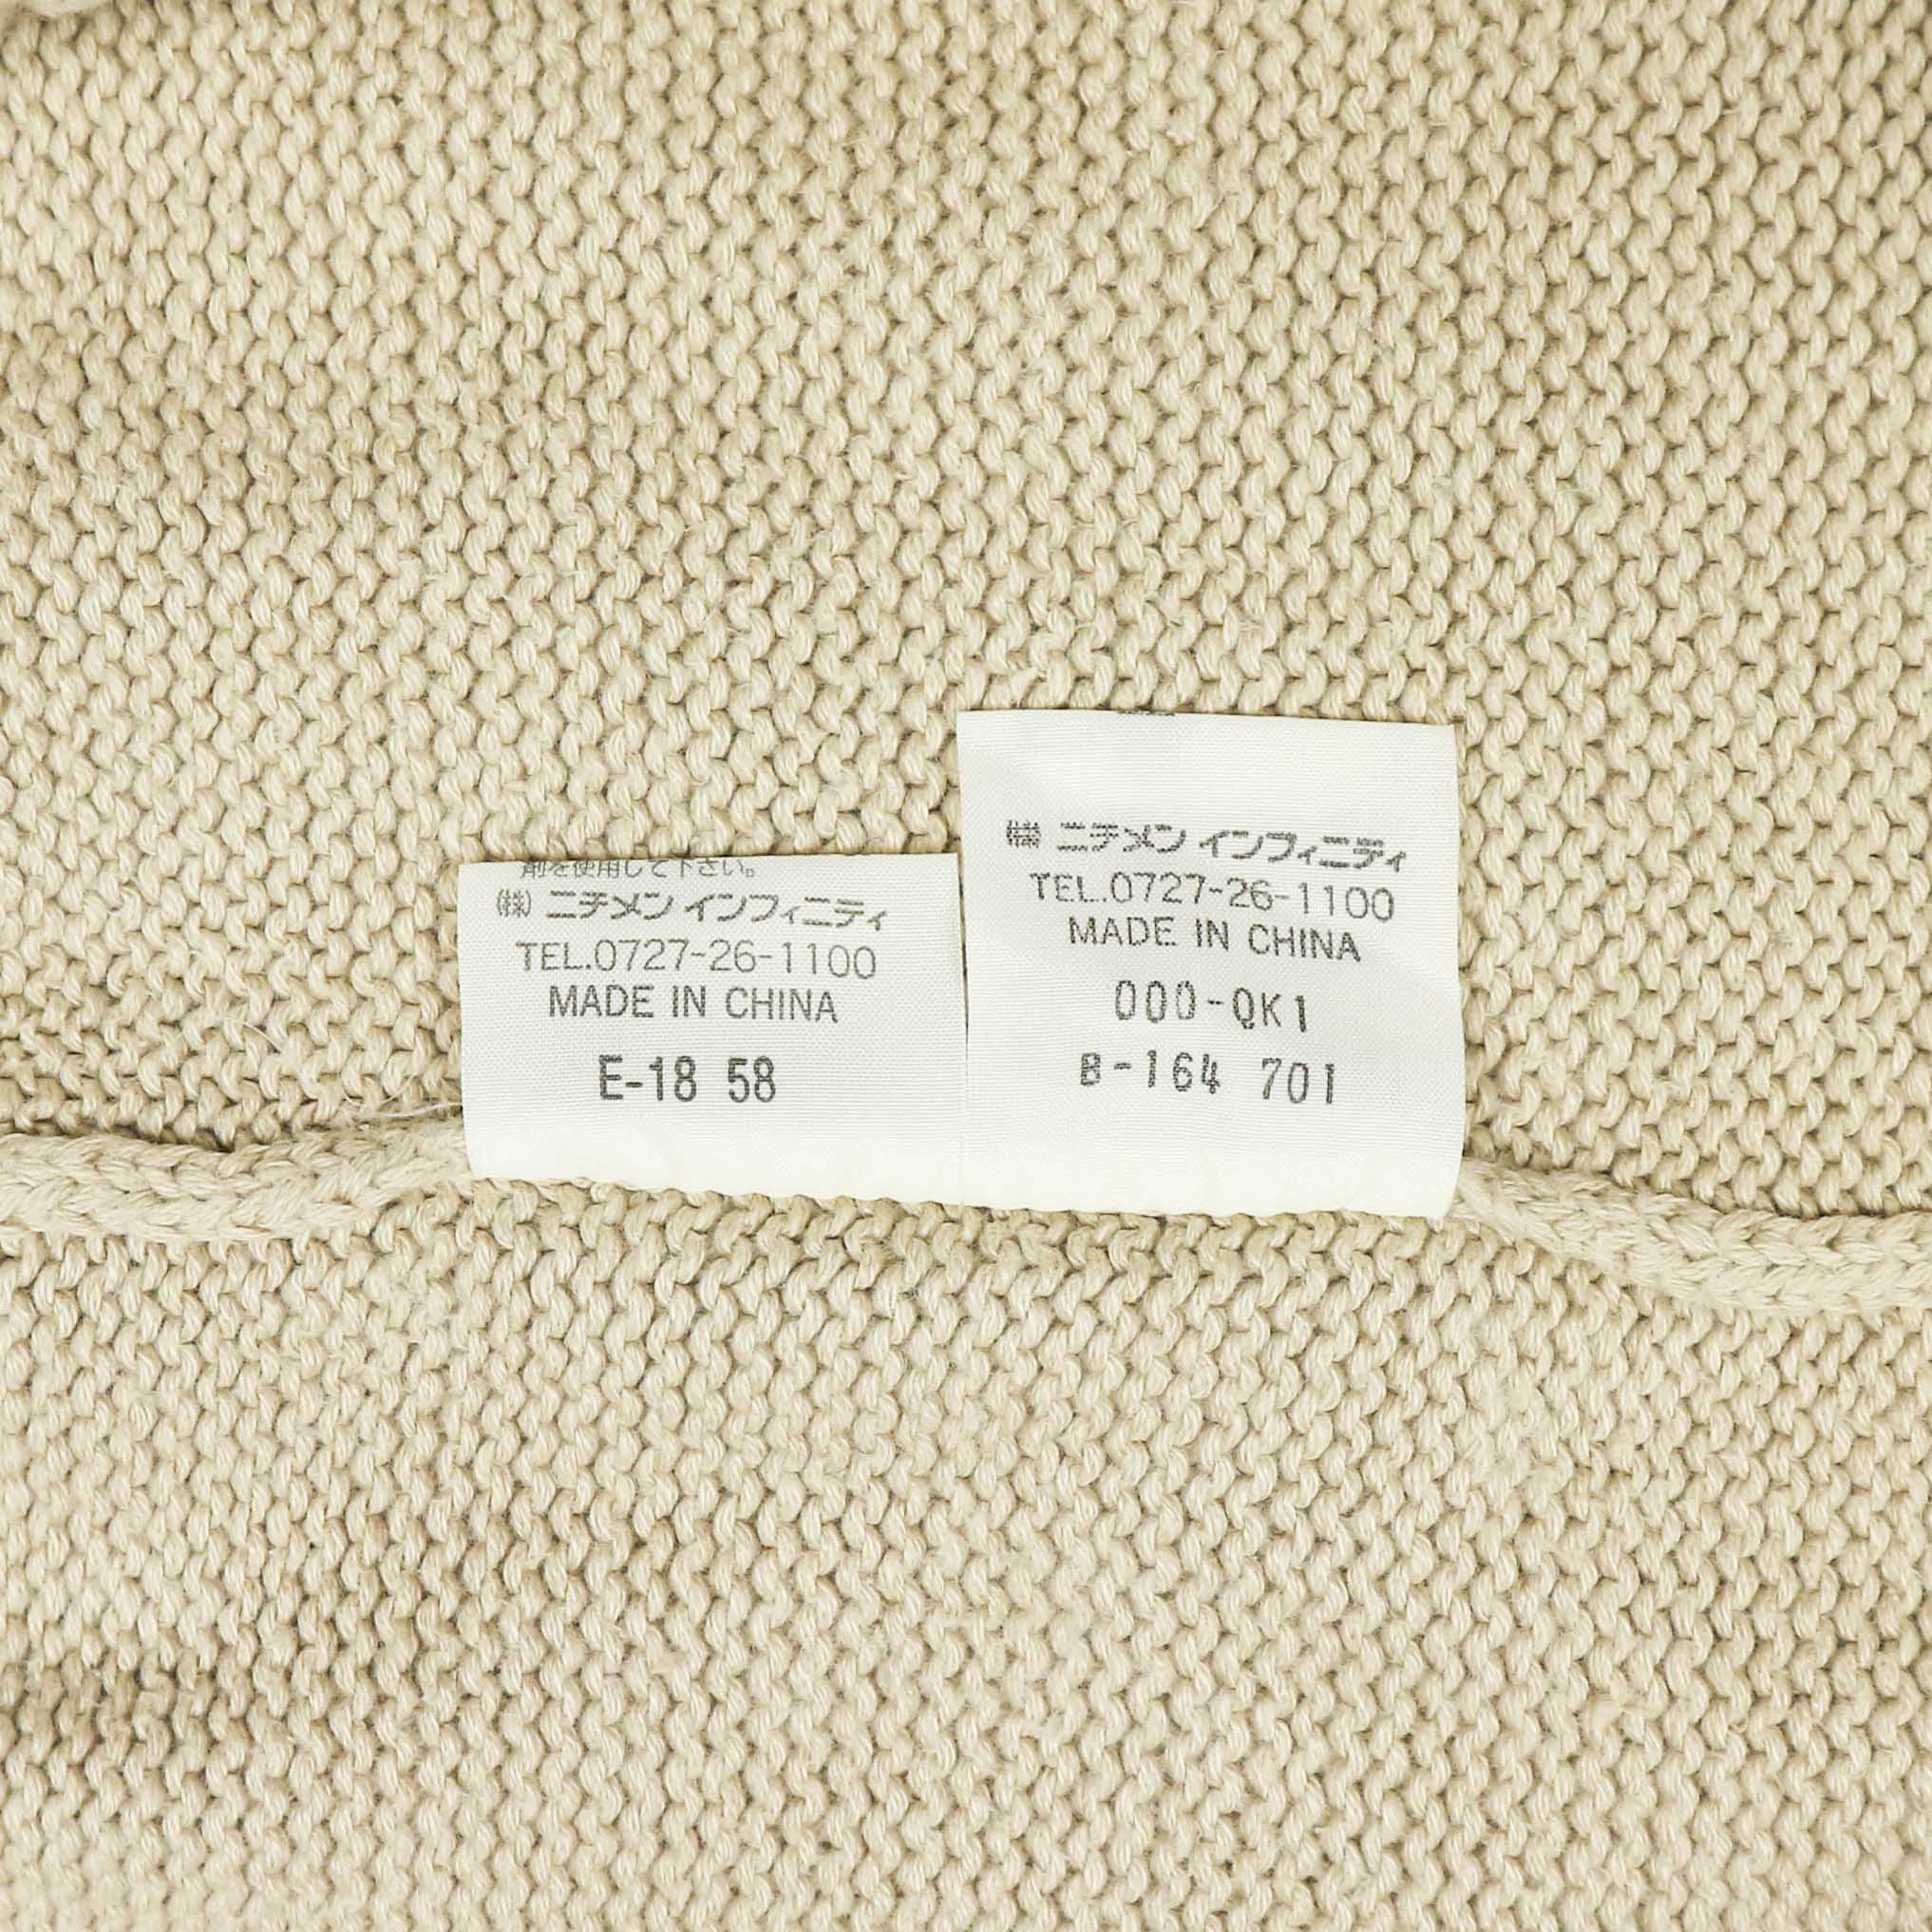 剤を使用して下さい。
(株) ニチメン インフィニティ
TEL.0727-26-1100
MADE IN CHINA
E-18 58
(株) ニチメン インフィニティ
TEL.0727-26-1100
MADE IN CHINA
000-QK1
B-164 701